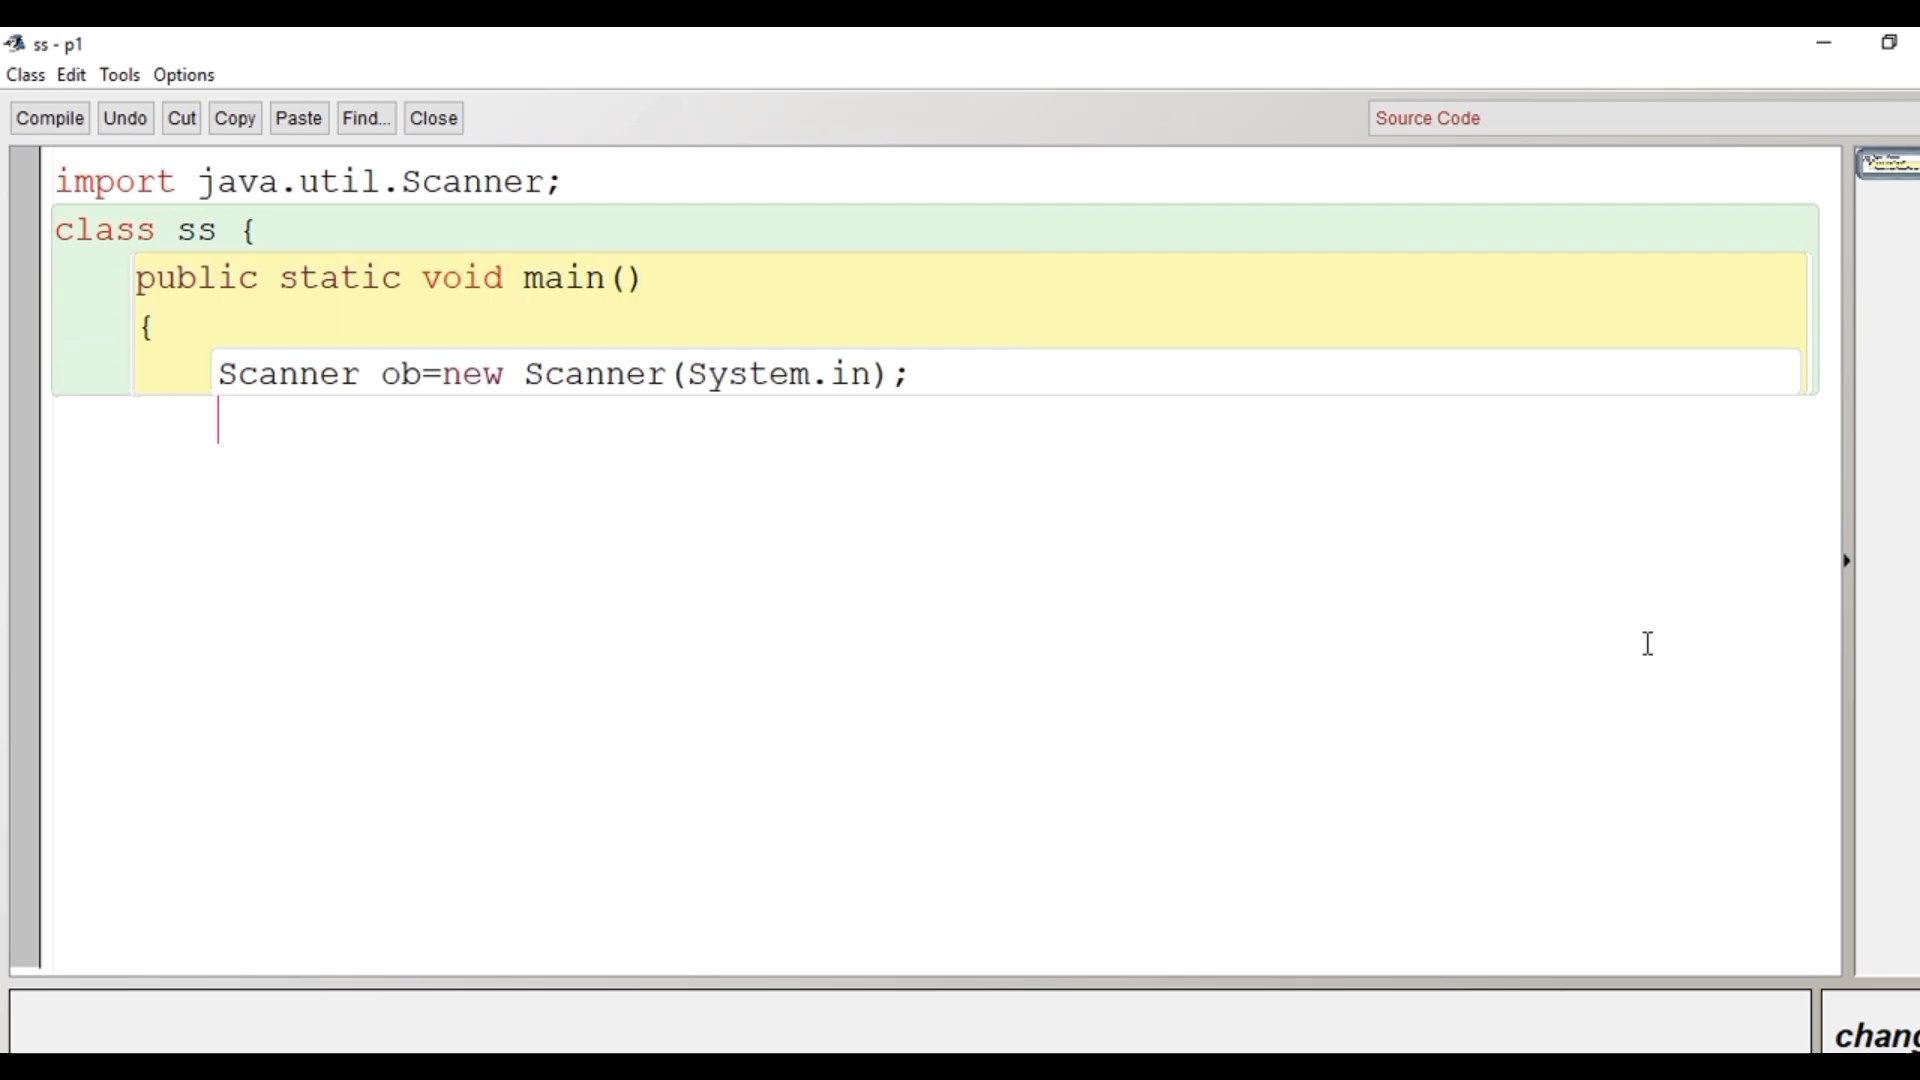 ss - p1
Class Edit Tools Options
Compile Undo Cut Copy Paste Find... Close Source Code
import java.util.Scanner;
class ss {
public static void main()
{
Scanner ob=new Scanner(System.in);